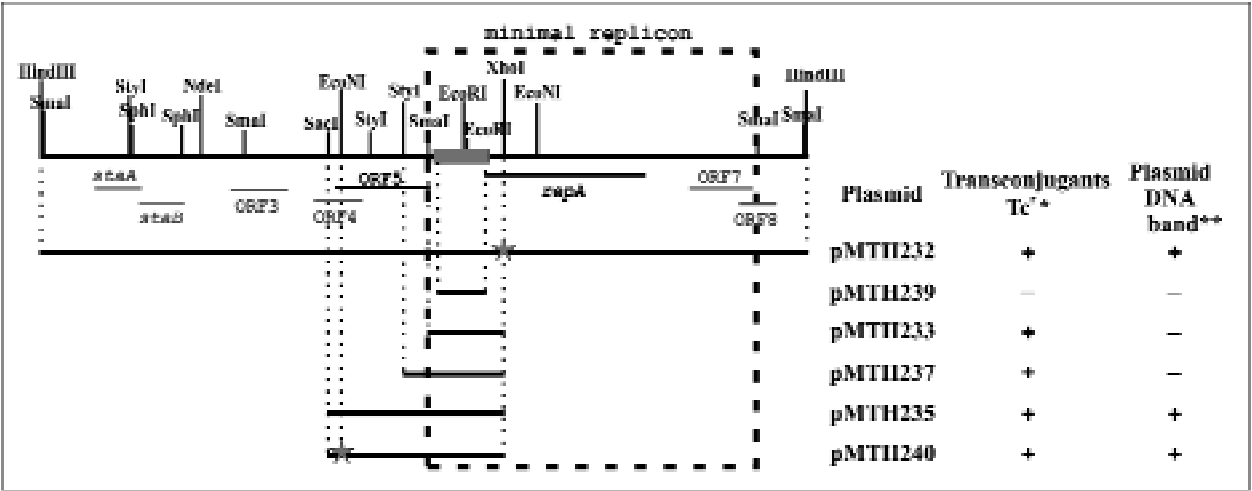 minimal replicon
HindIII SmaI StyI SphI SphI NdeI SmaI EcoNI SacI StyI StyI SmaI EcoRI EcoRI XhoI EcoNI SmaI SmaI HindIII
staA staB ORF3 ORF4 ORF5 repA ORF7 ORF8
Plasmid Transconjugants Tcʳ* Plasmid DNA band**
pMTH232 + +
pMTH239 – –
pMTH233 + –
pMTH237 + –
pMTH235 + +
pMTH240 + +